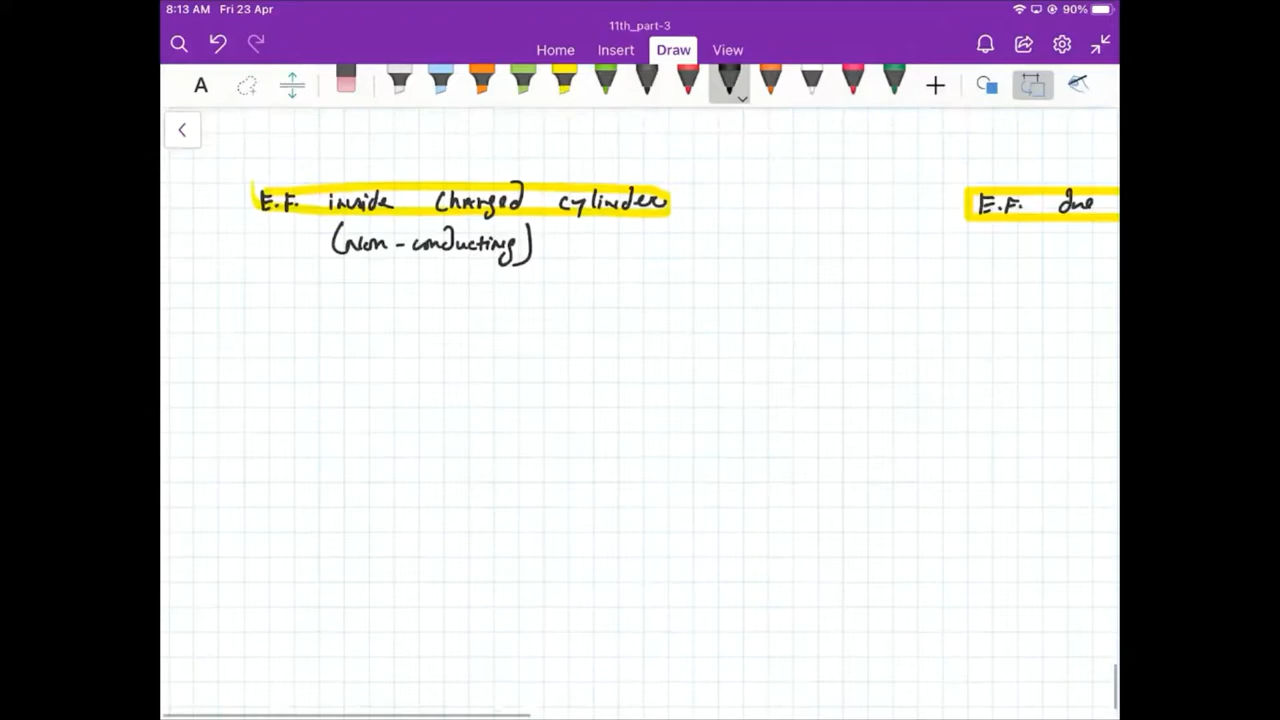 8:13 AM Fri 23 Apr
90%
11th_part-3
Home Insert Draw View
A
E.F. inside charged cylinder
(Non-conducting)
E.F. due